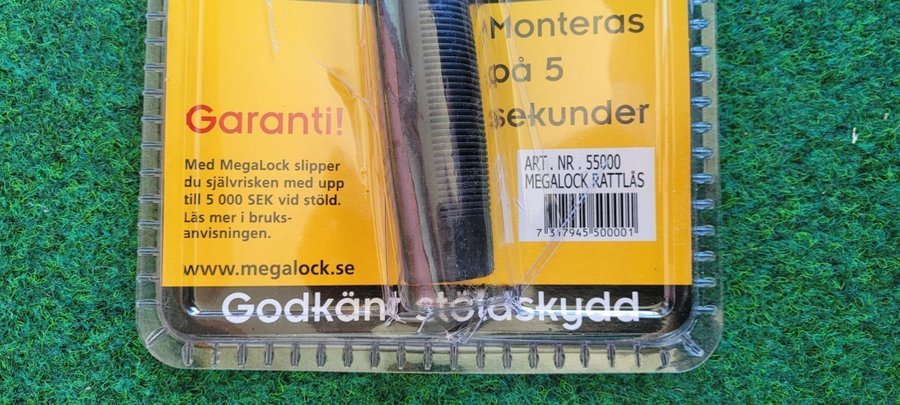 Monteras
på 5
sekunder
Garanti!
Med MegaLock slipper
du självrisken med upp
till 5 000 SEK vid stöld.
Läs mer i bruks-
anvisningen.
www.megalock.se
ART. NR. 55000
MEGALOCK RATTLÅS
7 317945 500001
Godkänt stöldskydd